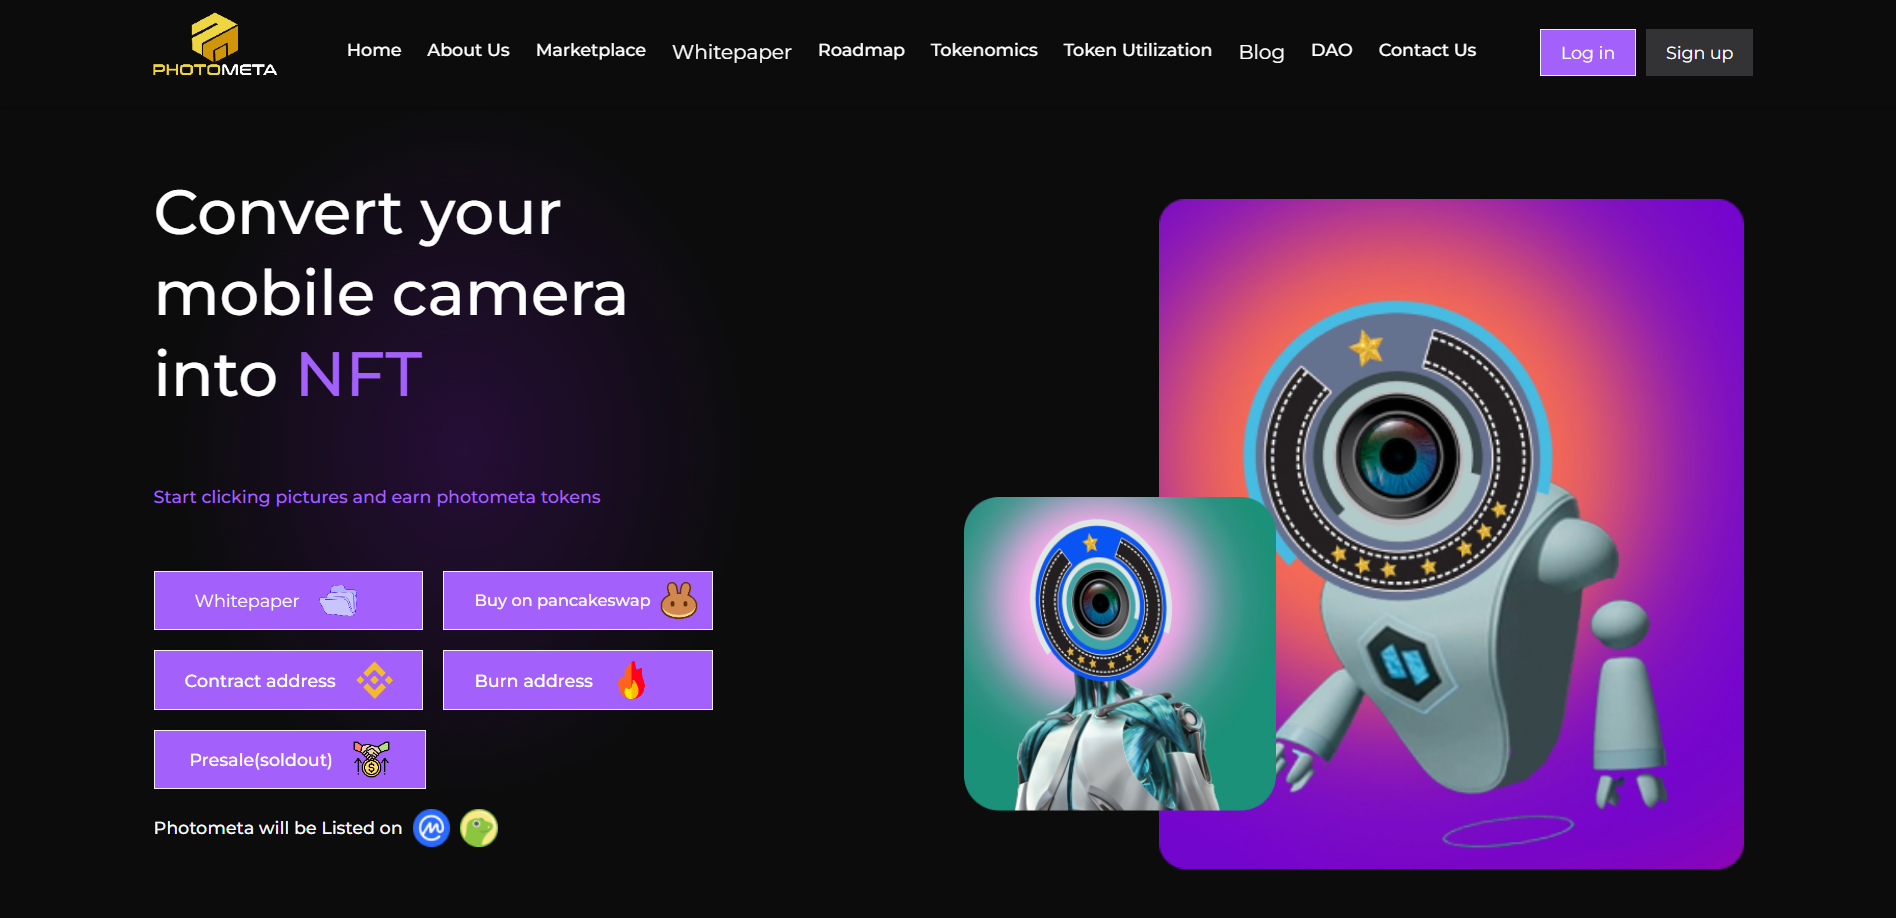 PHOTOMETA
Home About Us Marketplace Whitepaper Roadmap Tokenomics Token Utilization Blog DAO Contact Us
Log in Sign up
Convert your
mobile camera
into NFT
Start clicking pictures and earn photometa tokens
Whitepaper
Buy on pancakeswap
Contract address
Burn address
Presale(soldout)
Photometa will be Listed on